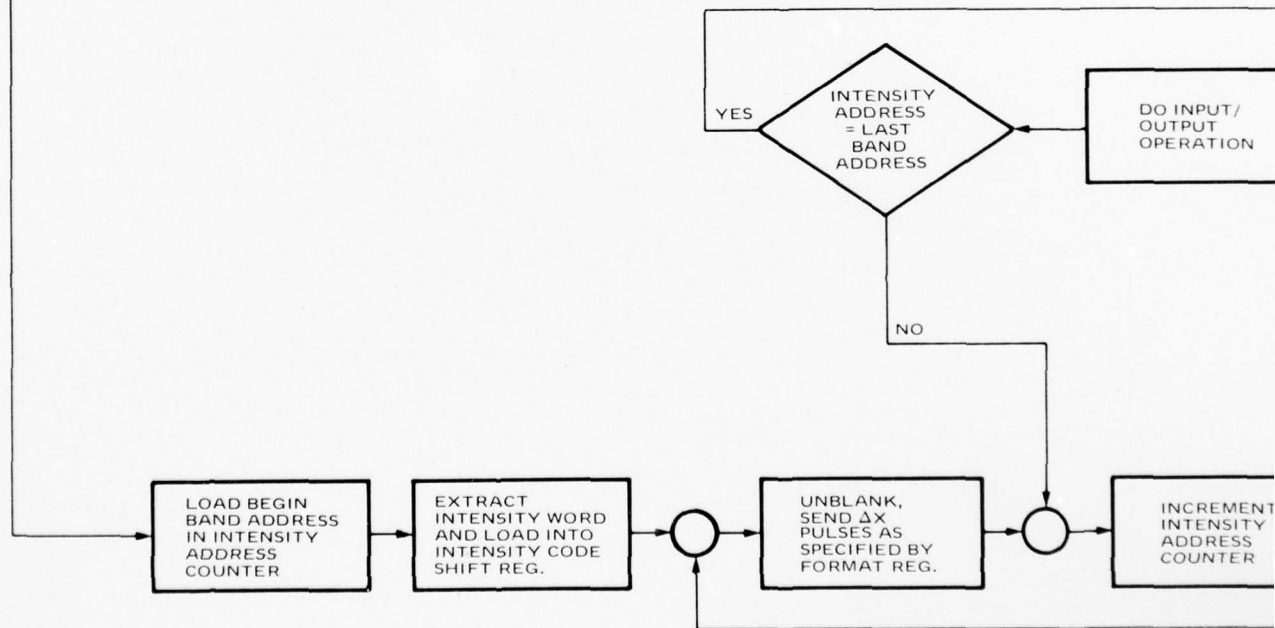 YES
INTENSITY
ADDRESS
= LAST
BAND
ADDRESS
DO INPUT/
OUTPUT
OPERATION
NO
LOAD BEGIN
BAND ADDRESS
IN INTENSITY
ADDRESS
COUNTER
EXTRACT
INTENSITY WORD
AND LOAD INTO
INTENSITY CODE
SHIFT REG.
UNBLANK,
SEND ΔX
PULSES AS
SPECIFIED BY
FORMAT REG.
INCREMENT
INTENSITY
ADDRESS
COUNTER